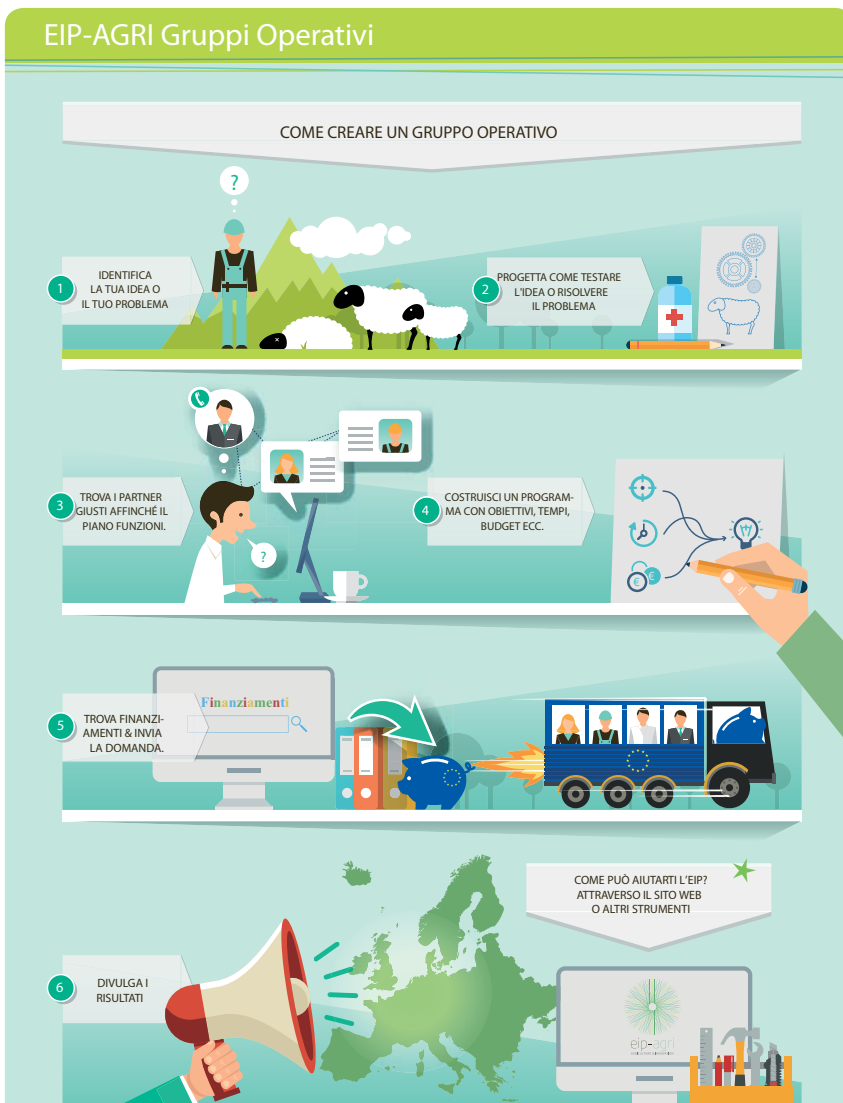 EIP-AGRI Gruppi Operativi
COME CREARE UN GRUPPO OPERATIVO
?
1
IDENTIFICA
LA TUA IDEA O
IL TUO PROBLEMA
2
PROGETTA COME TESTARE
L'IDEA O RISOLVERE
IL PROBLEMA
3
TROVA I PARTNER
GIUSTI AFFINCHÉ IL
PIANO FUNZIONI.
?
4
COSTRUISCI UN PROGRAM-
MA CON OBIETTIVI, TEMPI,
BUDGET ECC.
€
€
5
TROVA FINANZI-
AMENTI & INVIA
LA DOMANDA.
Finanziamenti
COME PUÒ AIUTARTI L'EIP?
ATTRAVERSO IL SITO WEB
O ALTRI STRUMENTI
6
DIVULGA I
RISULTATI
eip-agri